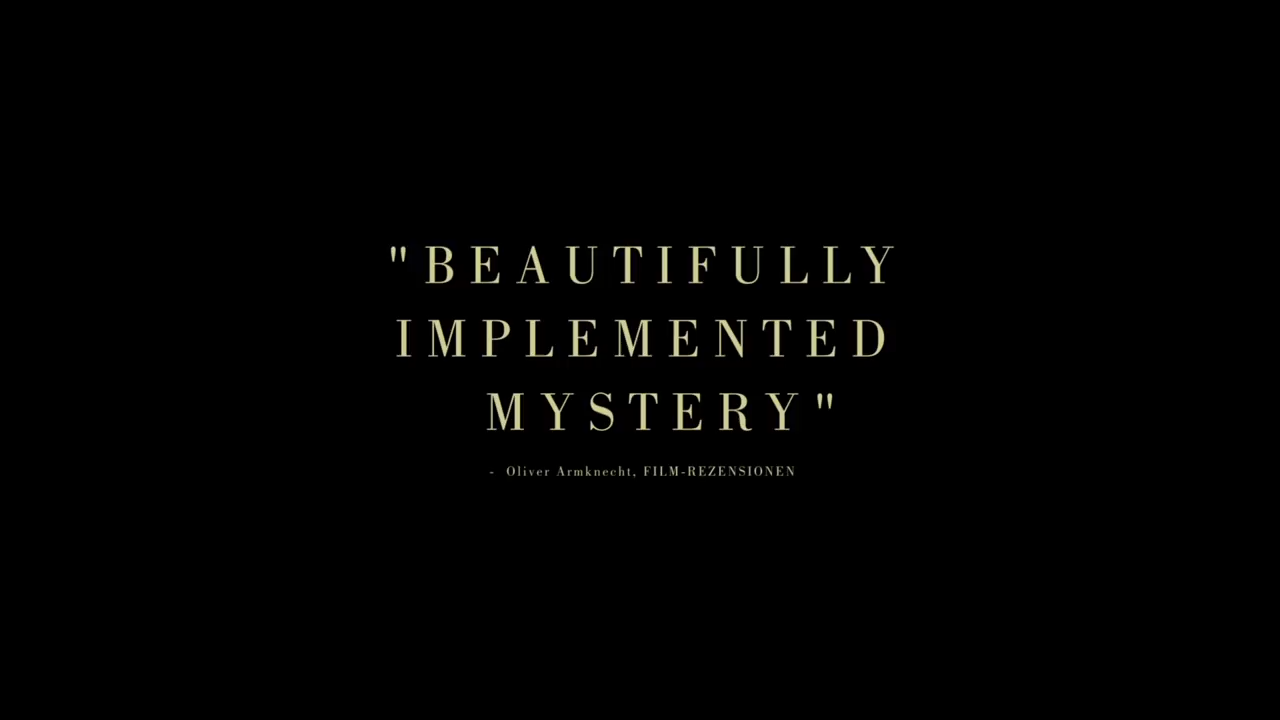 "BEAUTIFULLY
IMPLEMENTED
MYSTERY"
- Oliver Armknecht, FILM-REZENSIONEN